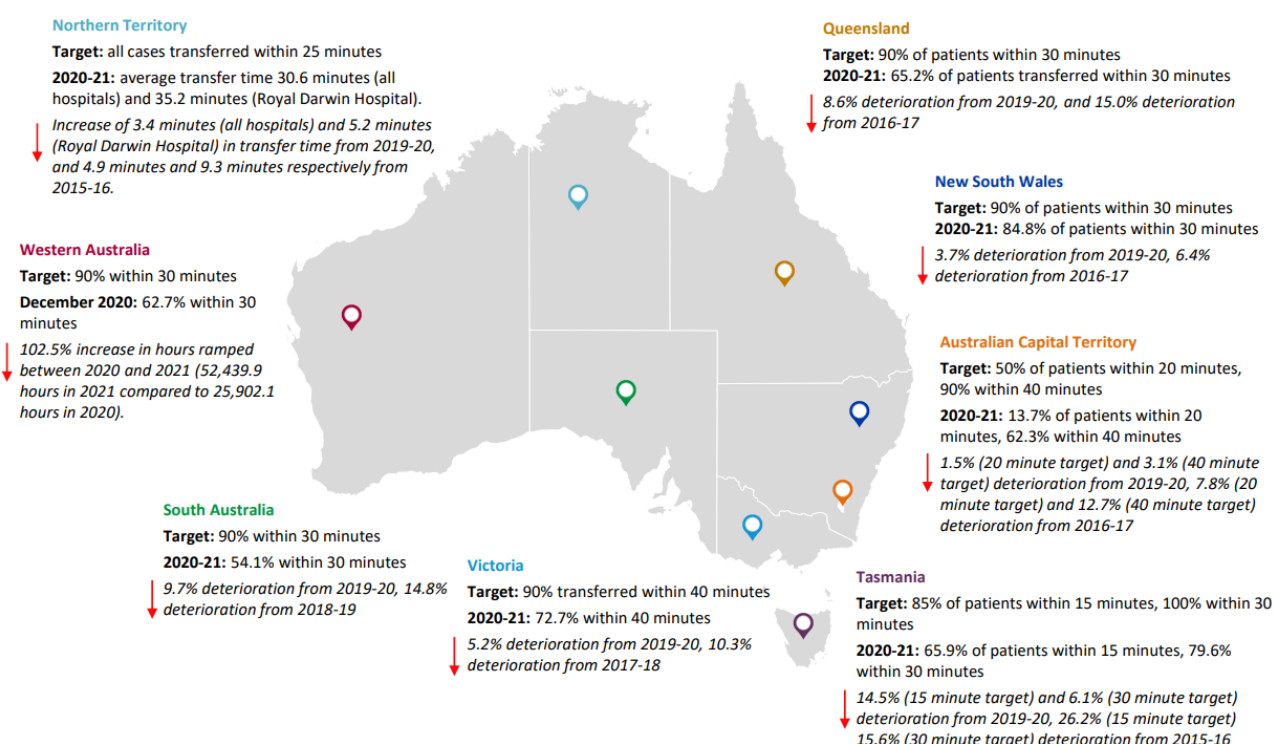 Northern Territory
Target: all cases transferred within 25 minutes
2020-21: average transfer time 30.6 minutes (all
hospitals) and 35.2 minutes (Royal Darwin Hospital).
Increase of 3.4 minutes (all hospitals) and 5.2 minutes
(Royal Darwin Hospital) in transfer time from 2019-20,
and 4.9 minutes and 9.3 minutes respectively from
2015-16.
Queensland
Target: 90% of patients within 30 minutes
2020-21: 65.2% of patients transferred within 30 minutes
8.6% deterioration from 2019-20, and 15.0% deterioration
from 2016-17
New South Wales
Target: 90% of patients within 30 minutes
2020-21: 84.8% of patients within 30 minutes
3.7% deterioration from 2019-20, 6.4%
deterioration from 2016-17
Western Australia
Target: 90% within 30 minutes
December 2020: 62.7% within 30
minutes
102.5% increase in hours ramped
between 2020 and 2021 (52,439.9
hours in 2021 compared to 25,902.1
hours in 2020).
Australian Capital Territory
Target: 50% of patients within 20 minutes,
90% within 40 minutes
2020-21: 13.7% of patients within 20
minutes, 62.3% within 40 minutes
1.5% (20 minute target) and 3.1% (40 minute
target) deterioration from 2019-20, 7.8% (20
minute target) and 12.7% (40 minute target)
deterioration from 2016-17
South Australia
Target: 90% within 30 minutes
2020-21: 54.1% within 30 minutes
9.7% deterioration from 2019-20, 14.8%
deterioration from 2018-19
Victoria
Target: 90% transferred within 40 minutes
2020-21: 72.7% within 40 minutes
5.2% deterioration from 2019-20, 10.3%
deterioration from 2017-18
Tasmania
Target: 85% of patients within 15 minutes, 100% within 30
minutes
2020-21: 65.9% of patients within 15 minutes, 79.6%
within 30 minutes
14.5% (15 minute target) and 6.1% (30 minute target)
deterioration from 2019-20, 26.2% (15 minute target)
15.6% (30 minute target) deterioration from 2015-16